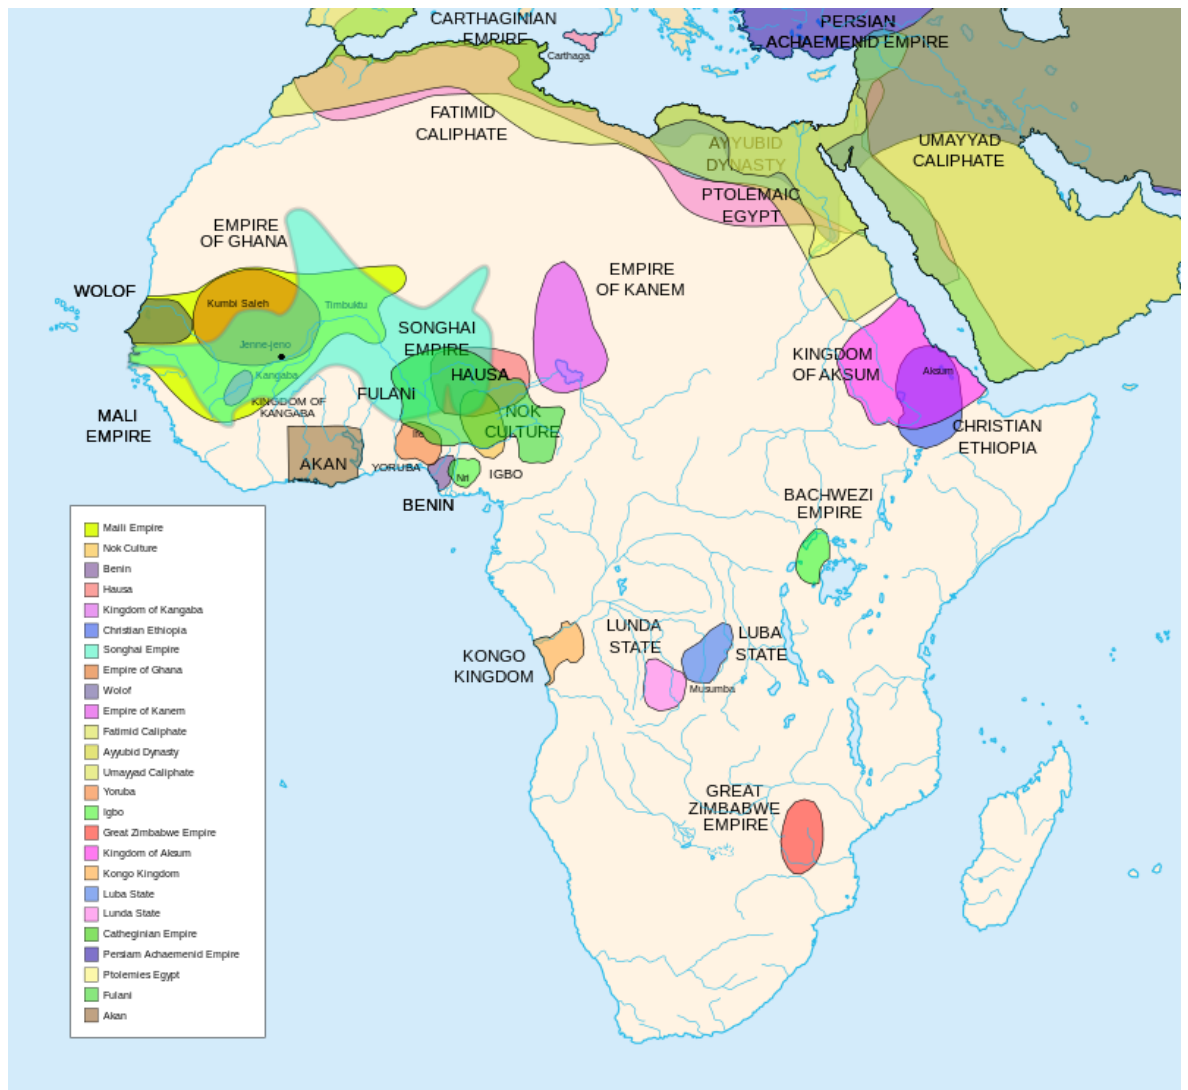 CARTHAGINIAN
EMPIRE
Carthaga
PERSIAN
ACHAEMENID EMPIRE
FATIMID
CALIPHATE
AYYUBID
DYNASTY
UMAYYAD
CALIPHATE
PTOLEMAIC
EGYPT
EMPIRE
OF GHANA
WOLOF
Kumbi Saleh
Timbuktu
EMPIRE
OF KANEM
SONGHAI
EMPIRE
Jenne-jeno
Kangaba
HAUSA
KINGDOM
OF AKSUM
Aksum
FULANI
KINGDOM OF
KANGABA
NOK
CULTURE
MALI
EMPIRE
CHRISTIAN
ETHIOPIA
Ife
AKAN
YORUBA
IGBO
Nri
BENIN
BACHWEZI
EMPIRE
LUNDA
STATE
LUBA
STATE
KONGO
KINGDOM
Musumba
GREAT
ZIMBABWE
EMPIRE
Maili Empire
Nok Culture
Benin
Hausa
Kingdom of Kangaba
Christian Ethiopia
Songhai Empire
Empire of Ghana
Wolof
Empire of Kanem
Fatimid Caliphate
Ayyubid Dynasty
Umayyad Caliphate
Yoruba
Igbo
Great Zimbabwe Empire
Kingdom of Aksum
Kongo Kingdom
Luba State
Lunda State
Catheginian Empire
Persiam Achaemenid Empire
Ptolemies Egypt
Fulani
Akan